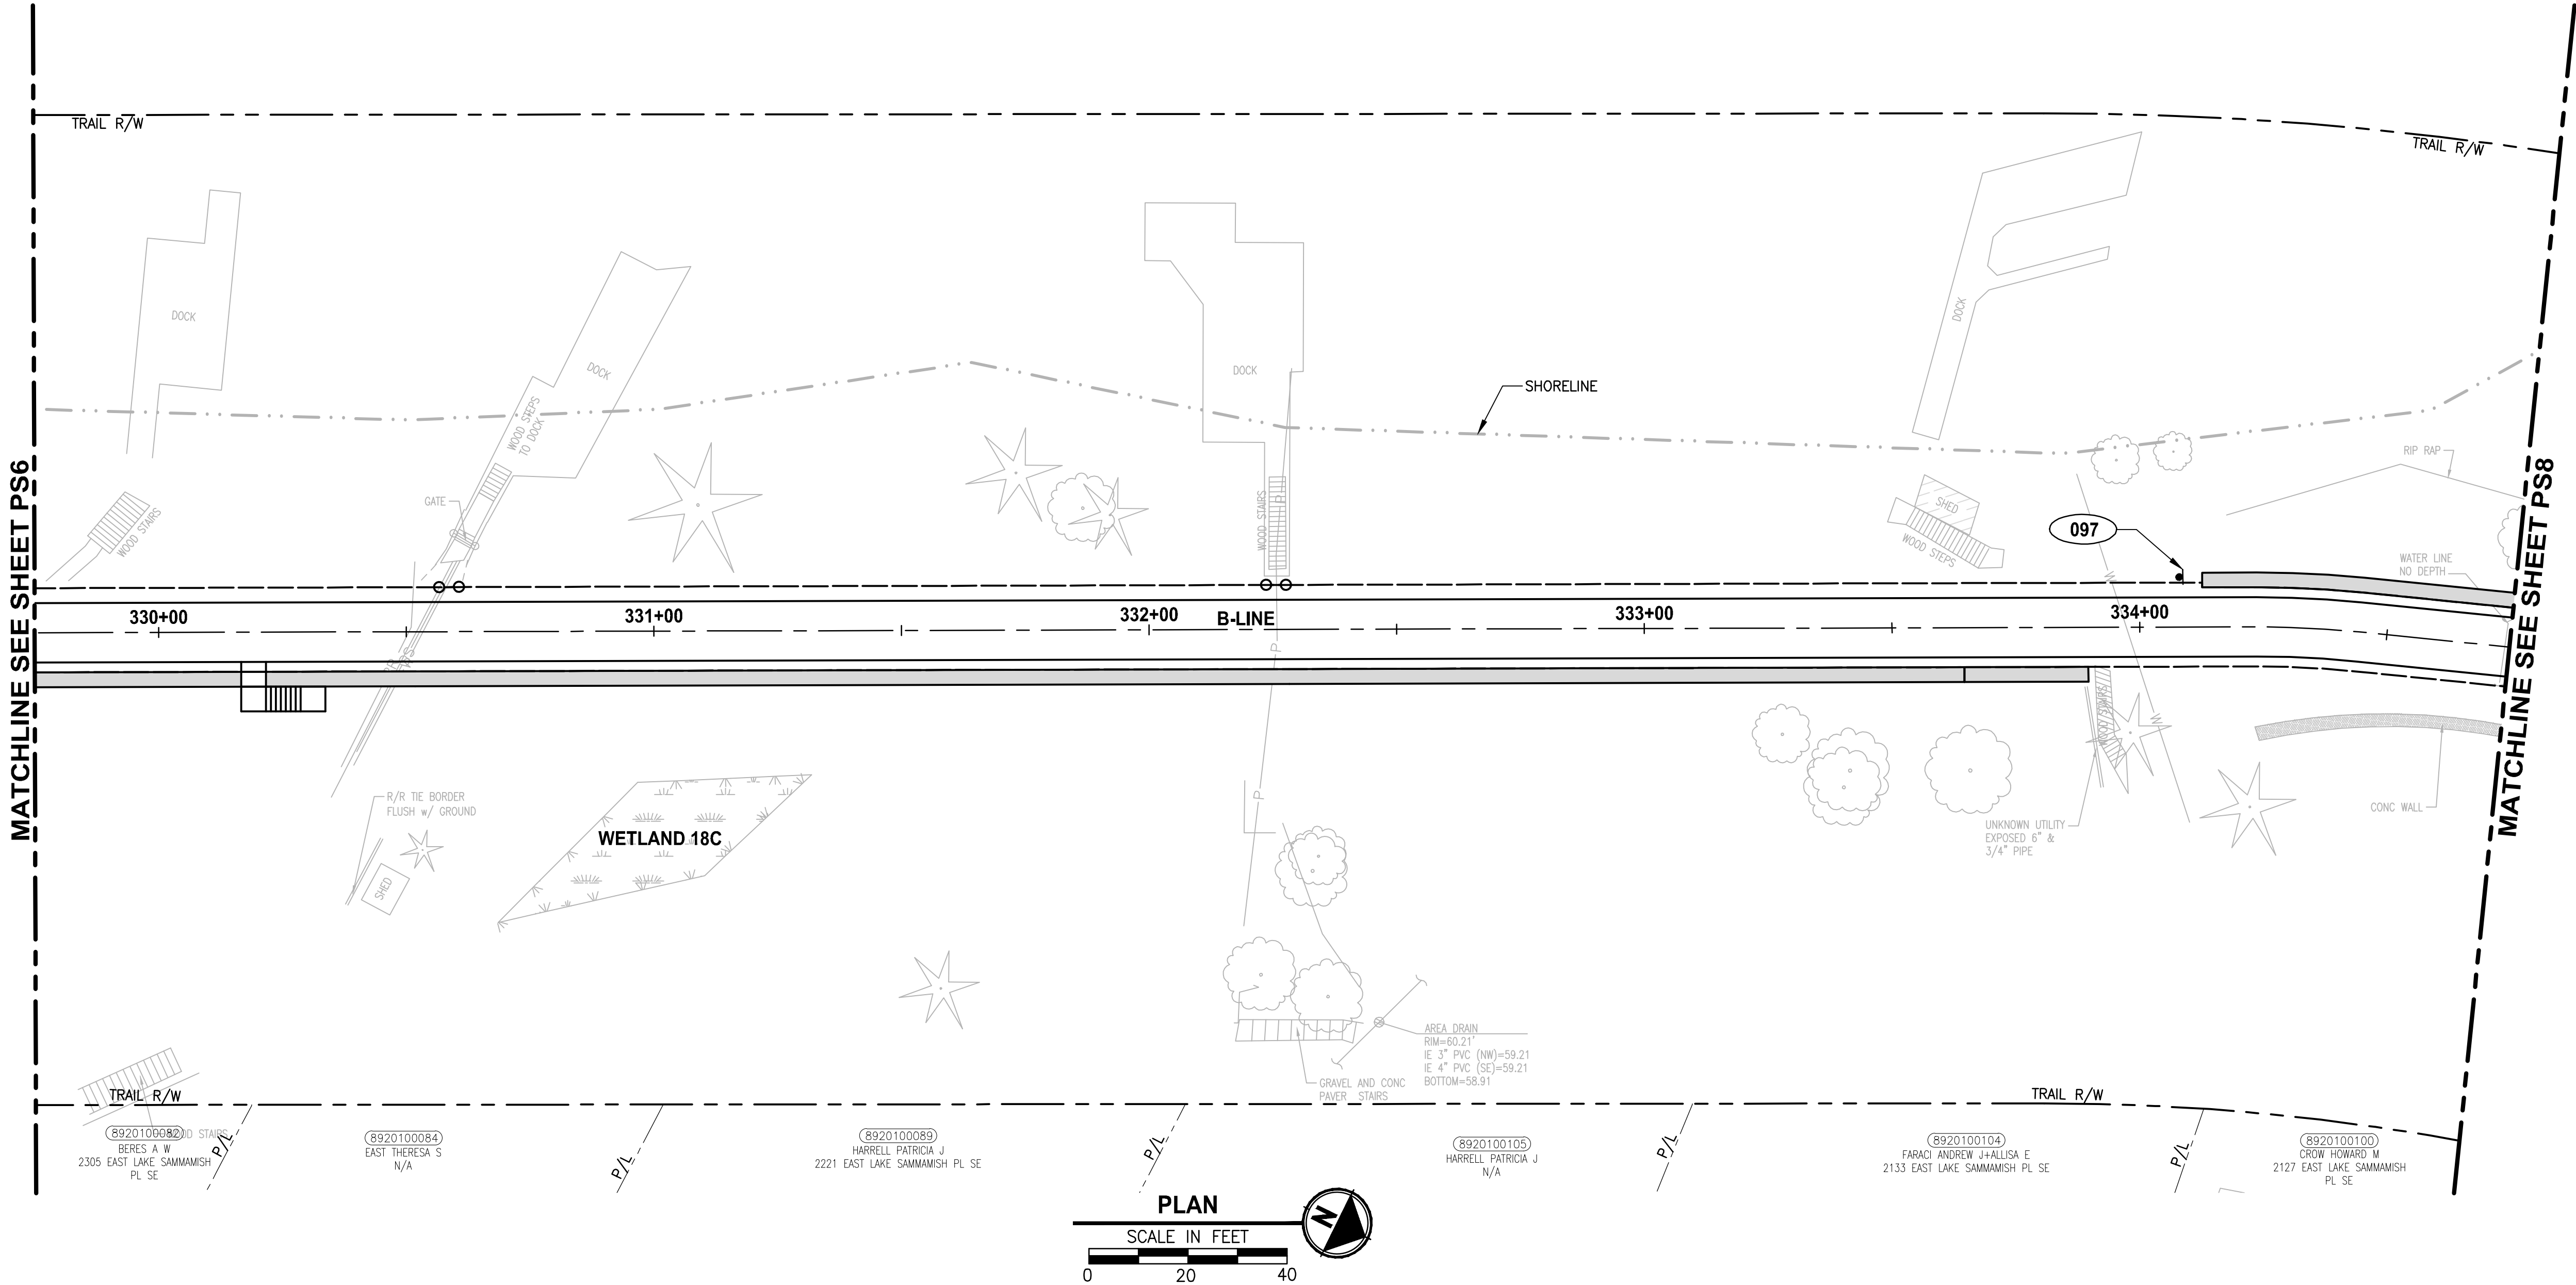 TRAIL R/W
TRAIL R/W
DOCK
DOCK
DOCK
DOCK
SHORELINE
WOOD STEPS
TO DOCK
GATE
WOOD STAIRS
WOOD STAIRS
P
SHED
WOOD STEPS
RIP RAP
097
WATER LINE
NO DEPTH
W
MATCHLINE SEE SHEET PS6
MATCHLINE SEE SHEET PS8
330+00
331+00
332+00
B-LINE
333+00
334+00
P
WOOD STAIRS
W
P
R/R TIE BORDER
FLUSH w/ GROUND
SHED
WETLAND 18C
UNKNOWN UTILITY
EXPOSED 6" &
3/4" PIPE
CONC WALL
AREA DRAIN
RIM=60.21'
IE 3" PVC (NW)=59.21
IE 4" PVC (SE)=59.21
BOTTOM=58.91
GRAVEL AND CONC
PAVER STAIRS
TRAIL R/W
TRAIL R/W
WOOD STAIRS
8920100082
BERES A W
2305 EAST LAKE SAMMAMISH
PL SE
P/L
8920100084
EAST THERESA S
N/A
P/L
8920100089
HARRELL PATRICIA J
2221 EAST LAKE SAMMAMISH PL SE
P/L
8920100105
HARRELL PATRICIA J
N/A
P/L
8920100104
FARACI ANDREW J+ALLISA E
2133 EAST LAKE SAMMAMISH PL SE
P/L
8920100100
CROW HOWARD M
2127 EAST LAKE SAMMAMISH
PL SE
PLAN
N
SCALE IN FEET
0 20 40